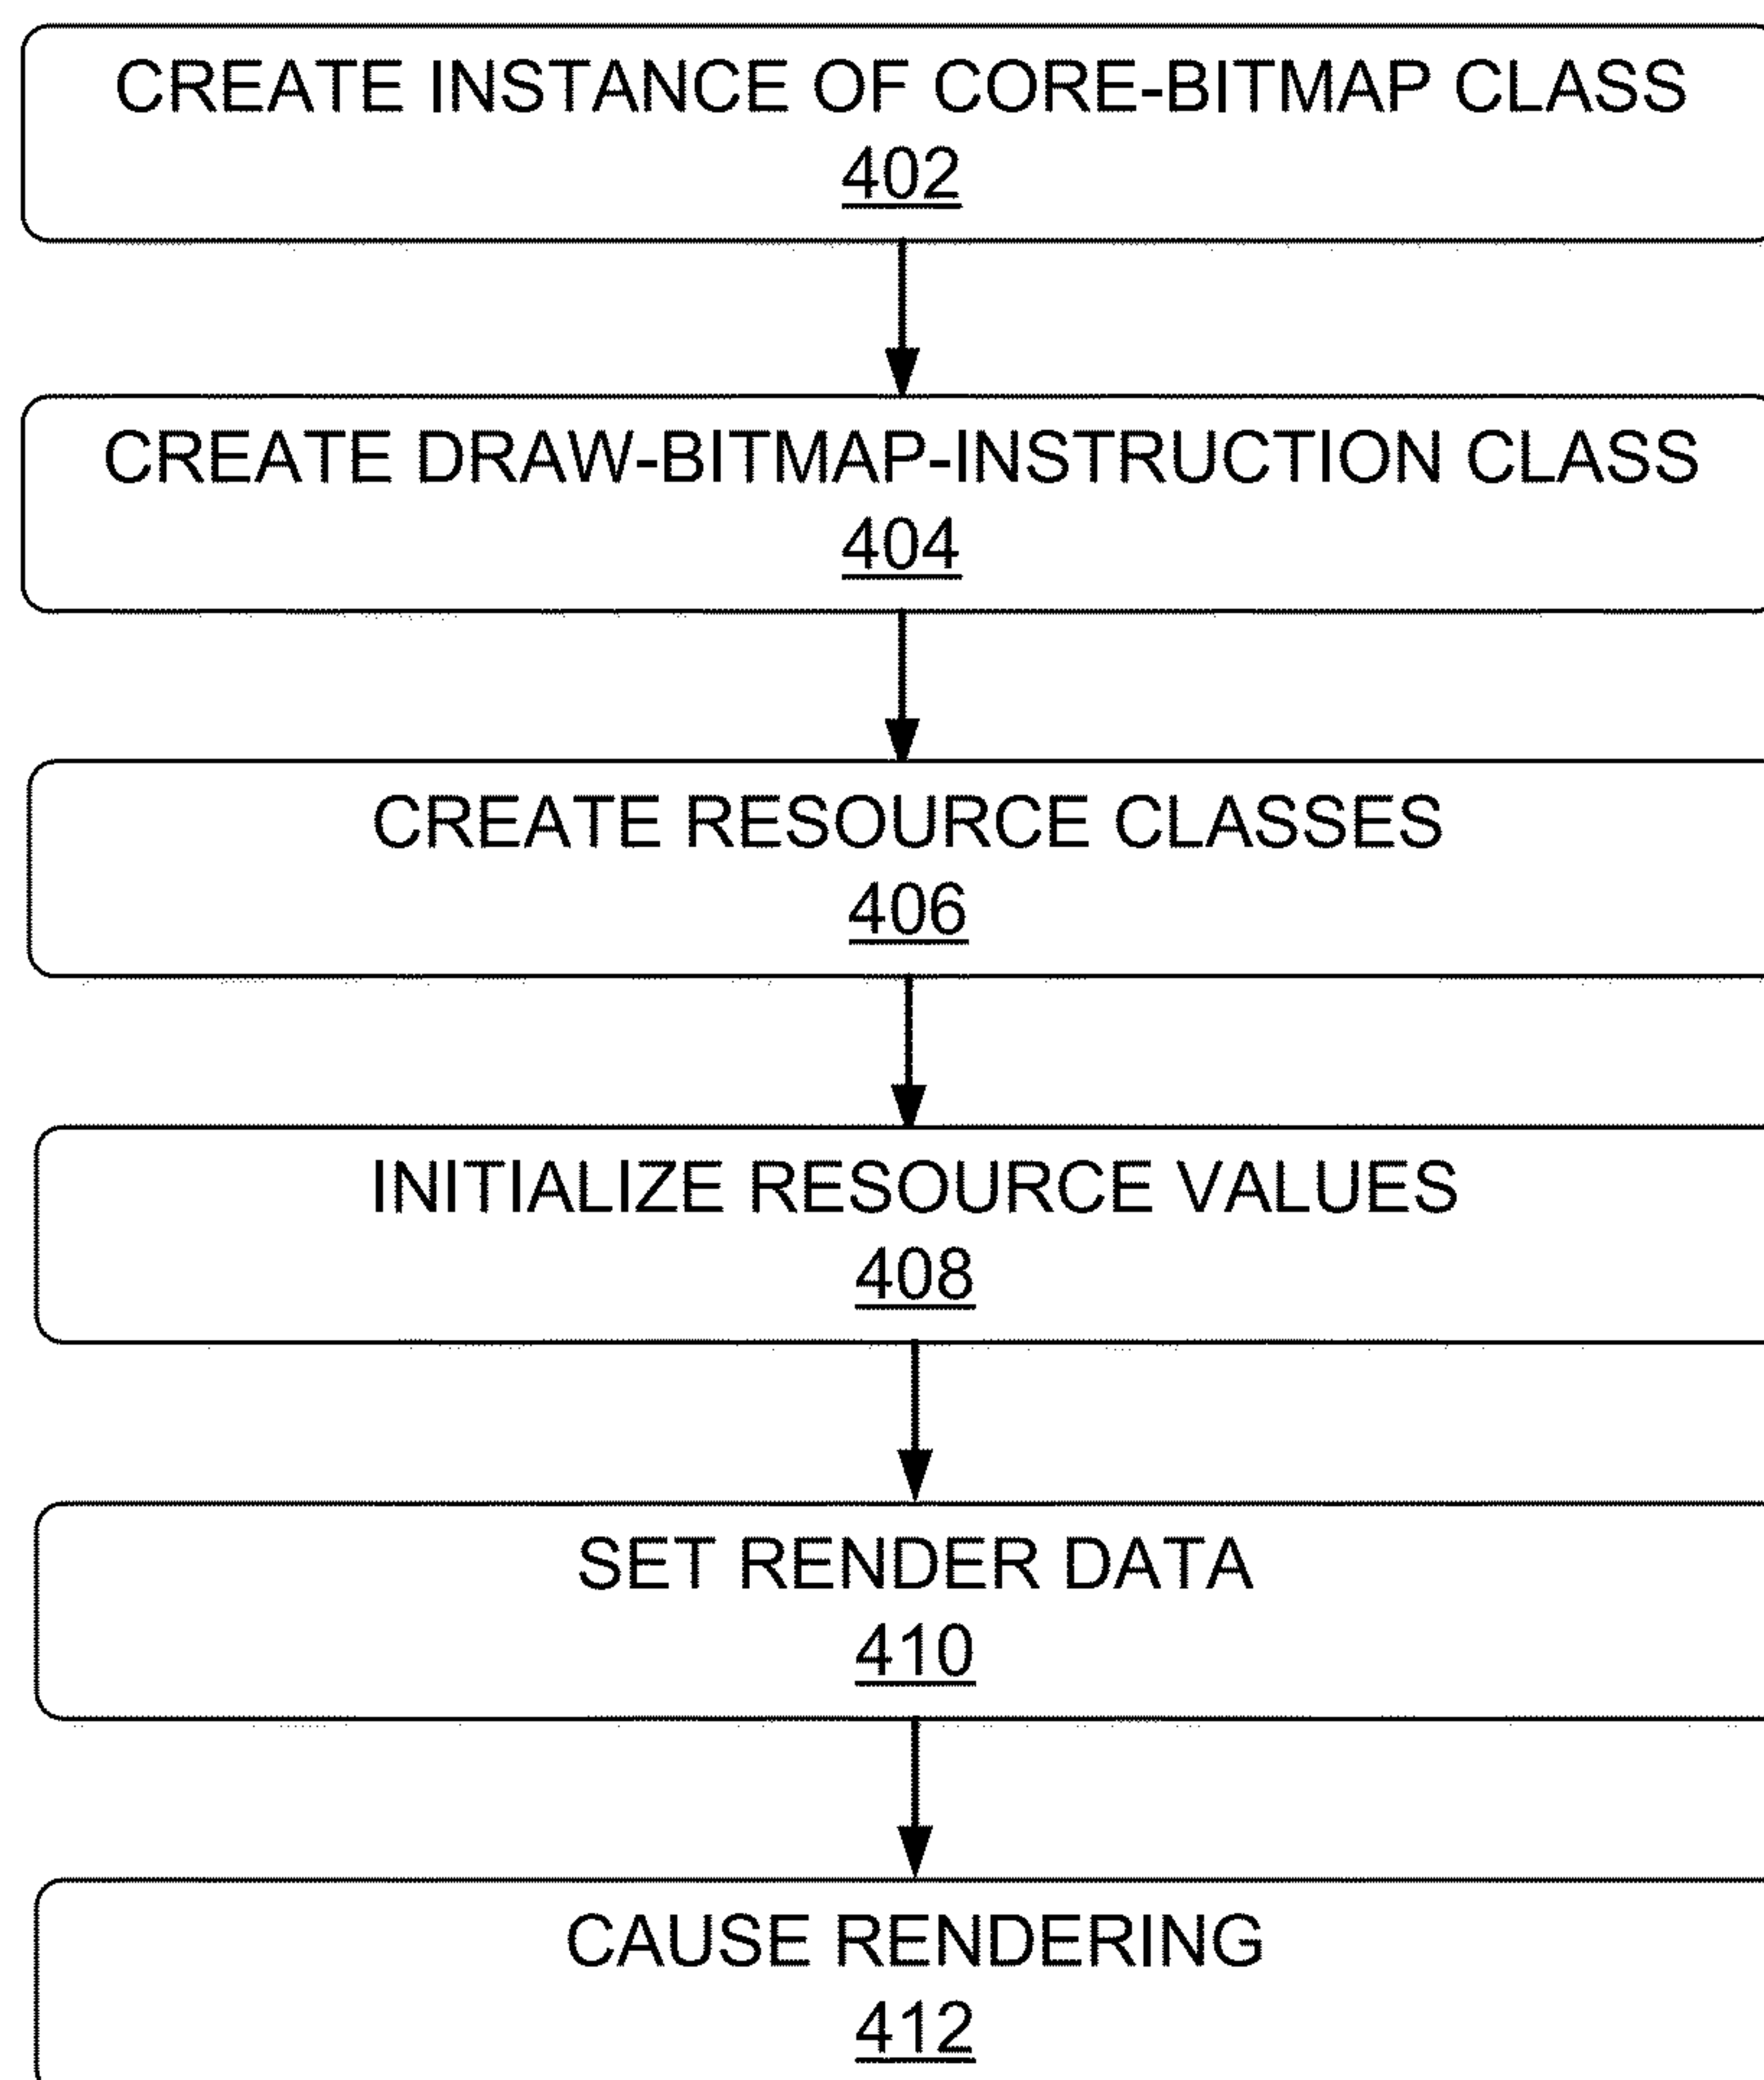 CREATE INSTANCE OF CORE-BITMAP CLASS
402
CREATE DRAW-BITMAP-INSTRUCTION CLASS
404
CREATE RESOURCE CLASSES
406
INITIALIZE RESOURCE VALUES
408
SET RENDER DATA
410
CAUSE RENDERING
412